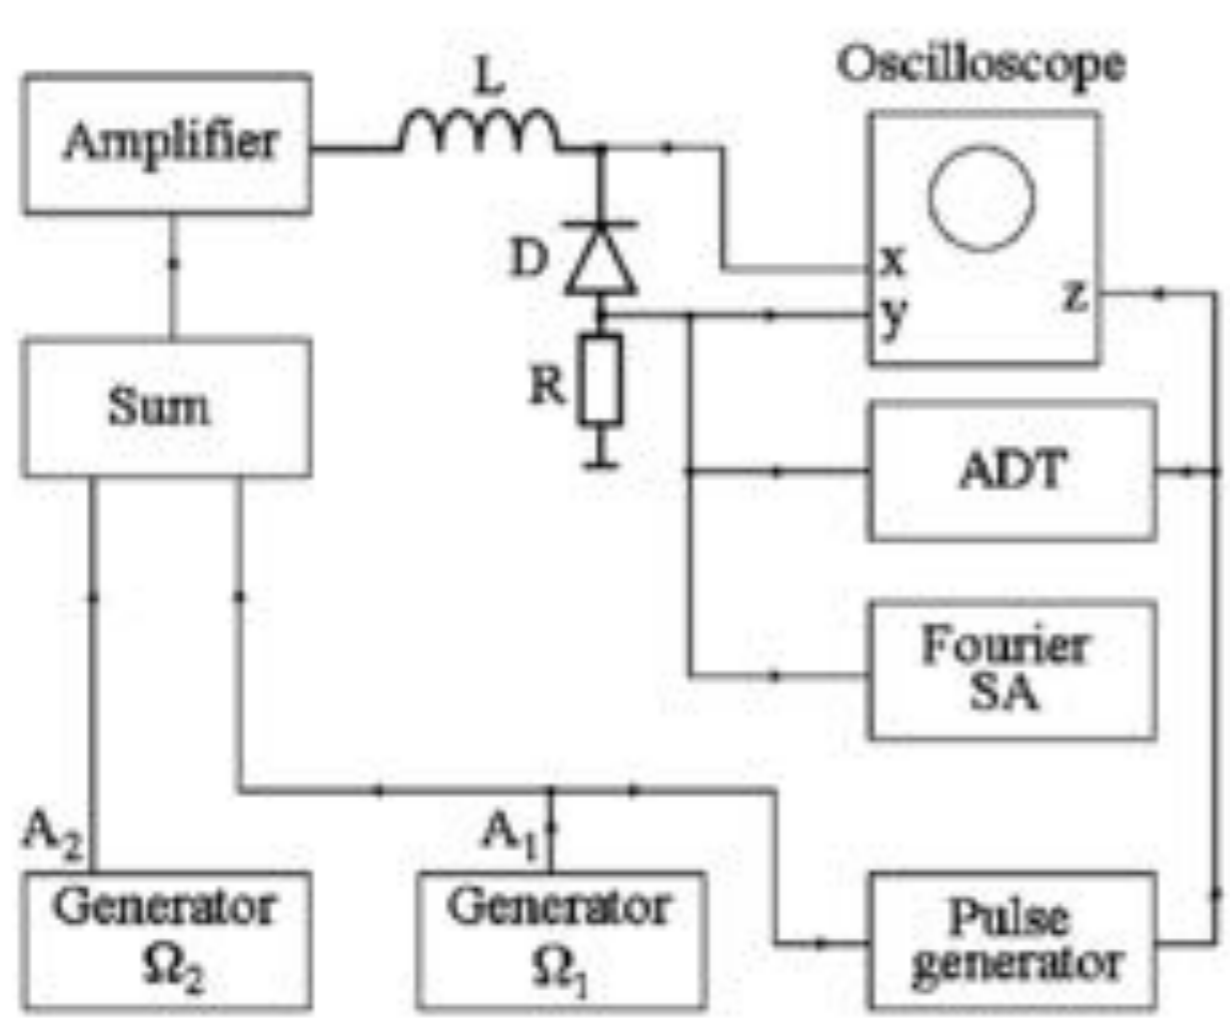 Oscilloscope
L
Amplifier
D
x
y
z
R
Sum
ADT
Fourier
SA
A₂
A₁
Generator
Ω₂
Generator
Ω₁
Pulse
generator